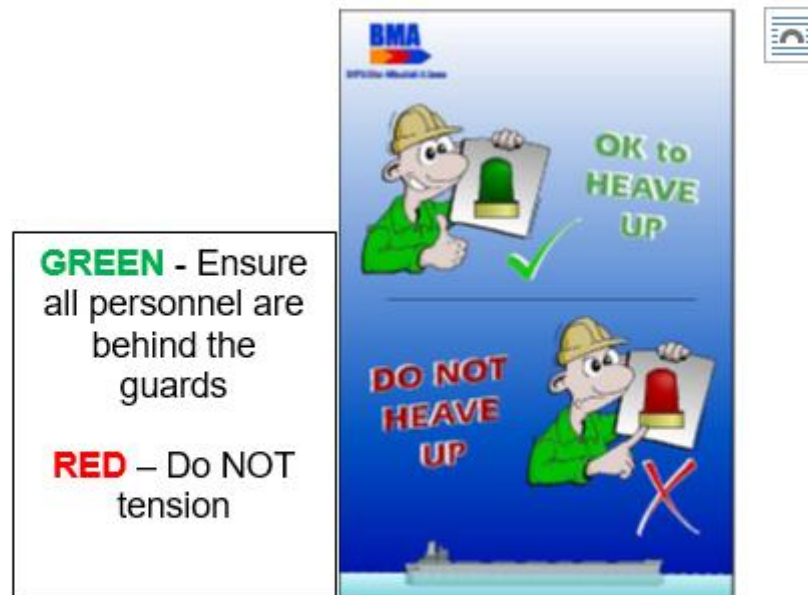 GREEN - Ensure
all personnel are
behind the
guards
RED – Do NOT
tension
BMA
OK to
HEAVE
UP
DO NOT
HEAVE
UP